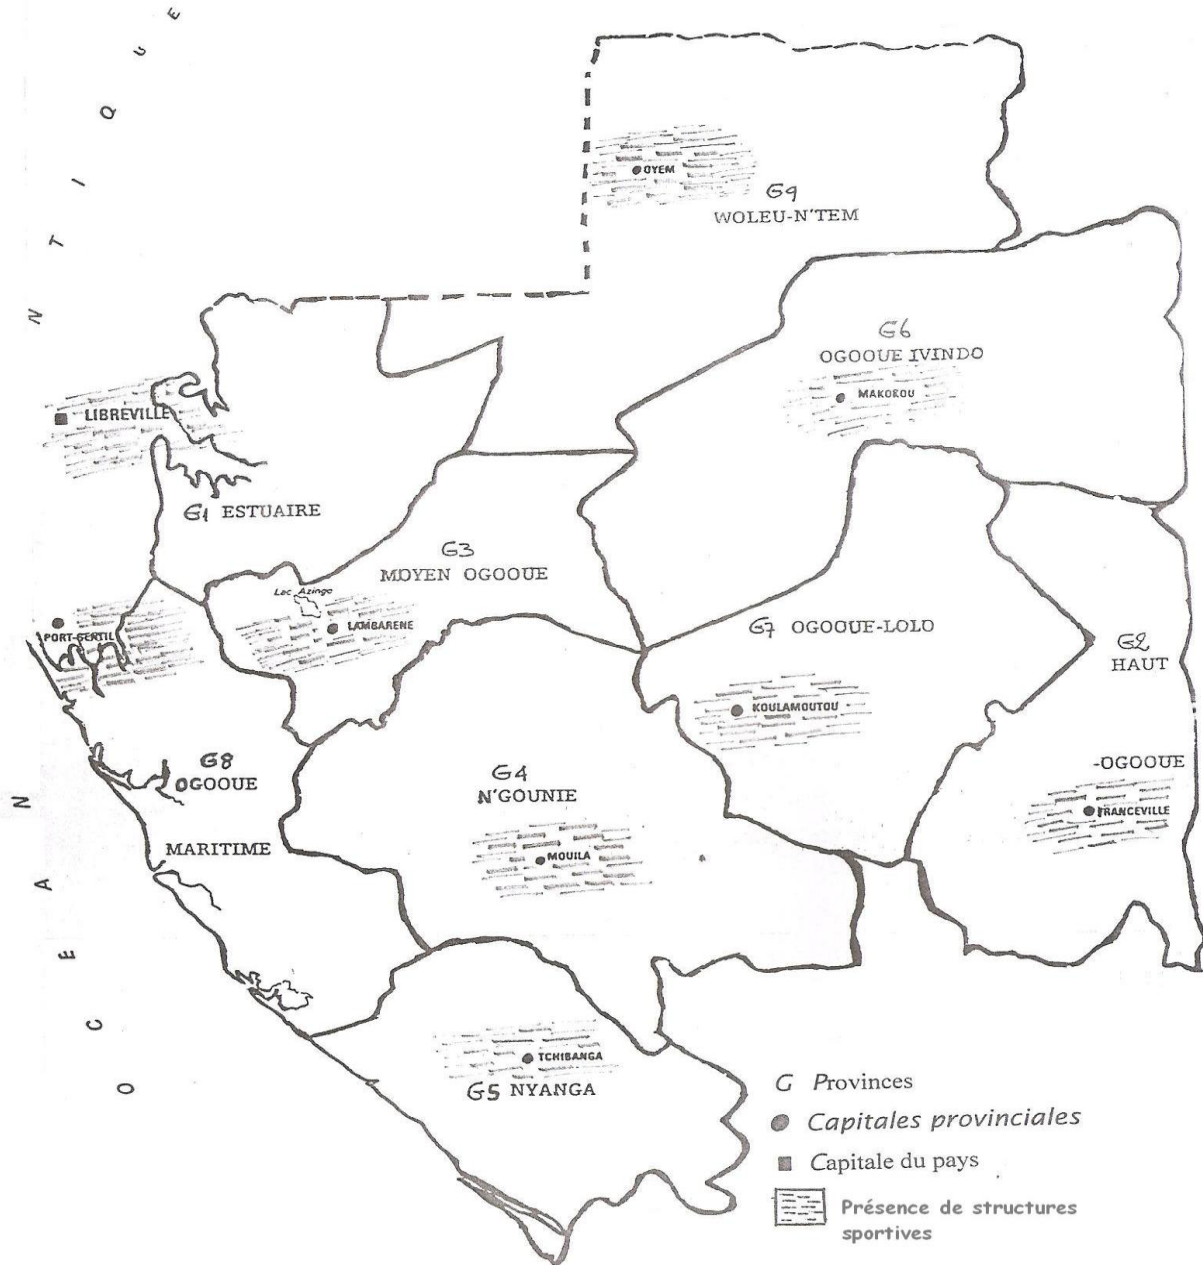 OCEAN ATLANTIQUE
OYEM
G9
WOLEU-N'TEM
G6
OGOOUE IVINDO
MAKOKOU
LIBREVILLE
G1 ESTUAIRE
G3
MOYEN OGOOUE
Lac Azingo
LAMBARENE
PORT-GENTIL
G7 OGOOUE-LOLO
G2
HAUT
KOULAMOUTOU
G8
OGOOUE
MARITIME
G4
N'GOUNIE
-OGOOUE
FRANCEVILLE
MOUILA
TCHIBANGA
G5 NYANGA
G Provinces
Capitales provinciales
Capitale du pays
Présence de structures
sportives